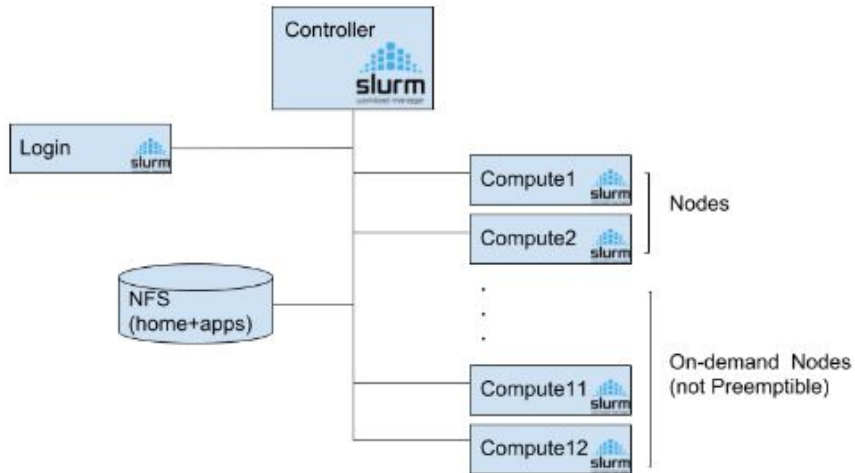 Controller
slurm
workload manager
Login
slurm
Compute1
slurm
Nodes
Compute2
slurm
NFS
(home+apps)
On-demand Nodes
(not Preemptible)
Compute11
slurm
Compute12
slurm